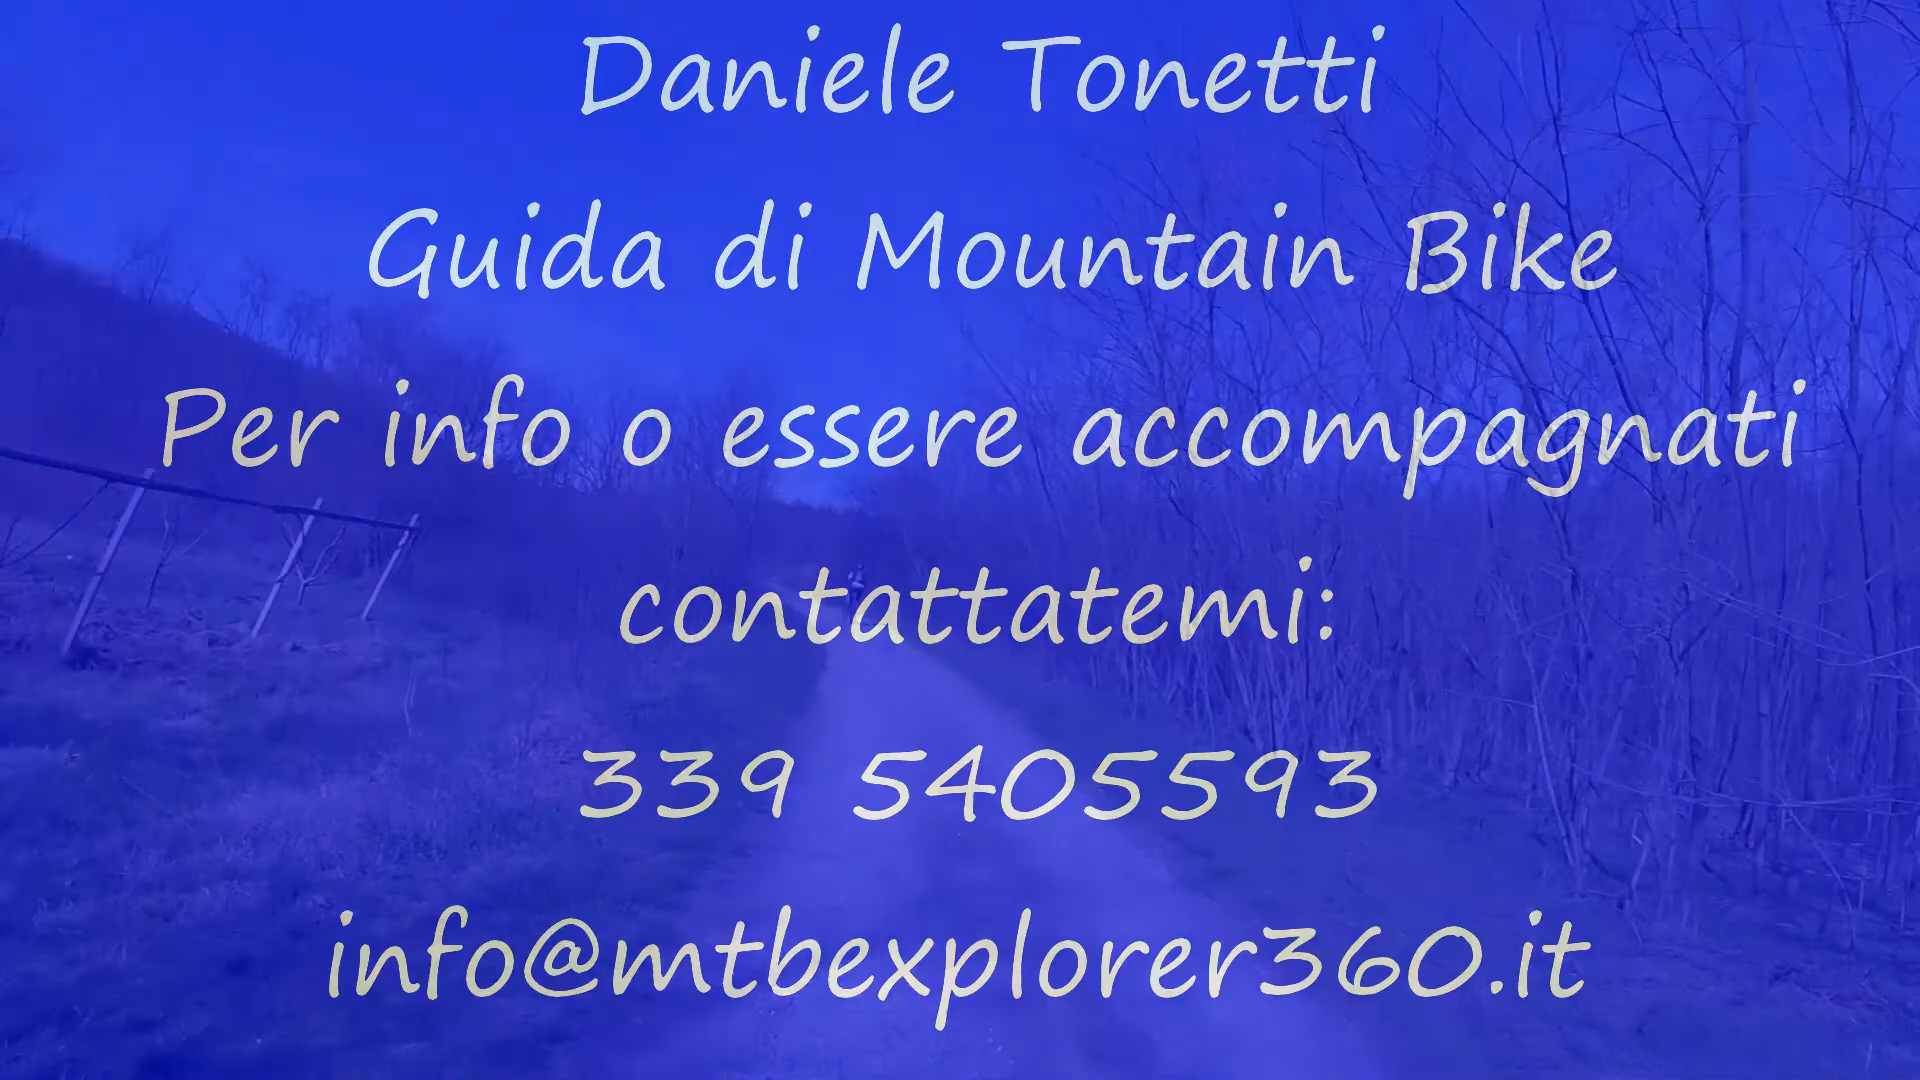 Daniele Tonetti
Guida di Mountain Bike
Per info o essere accompagnati
contattatemi:
339 5405593
info@mtbexplorer360.it